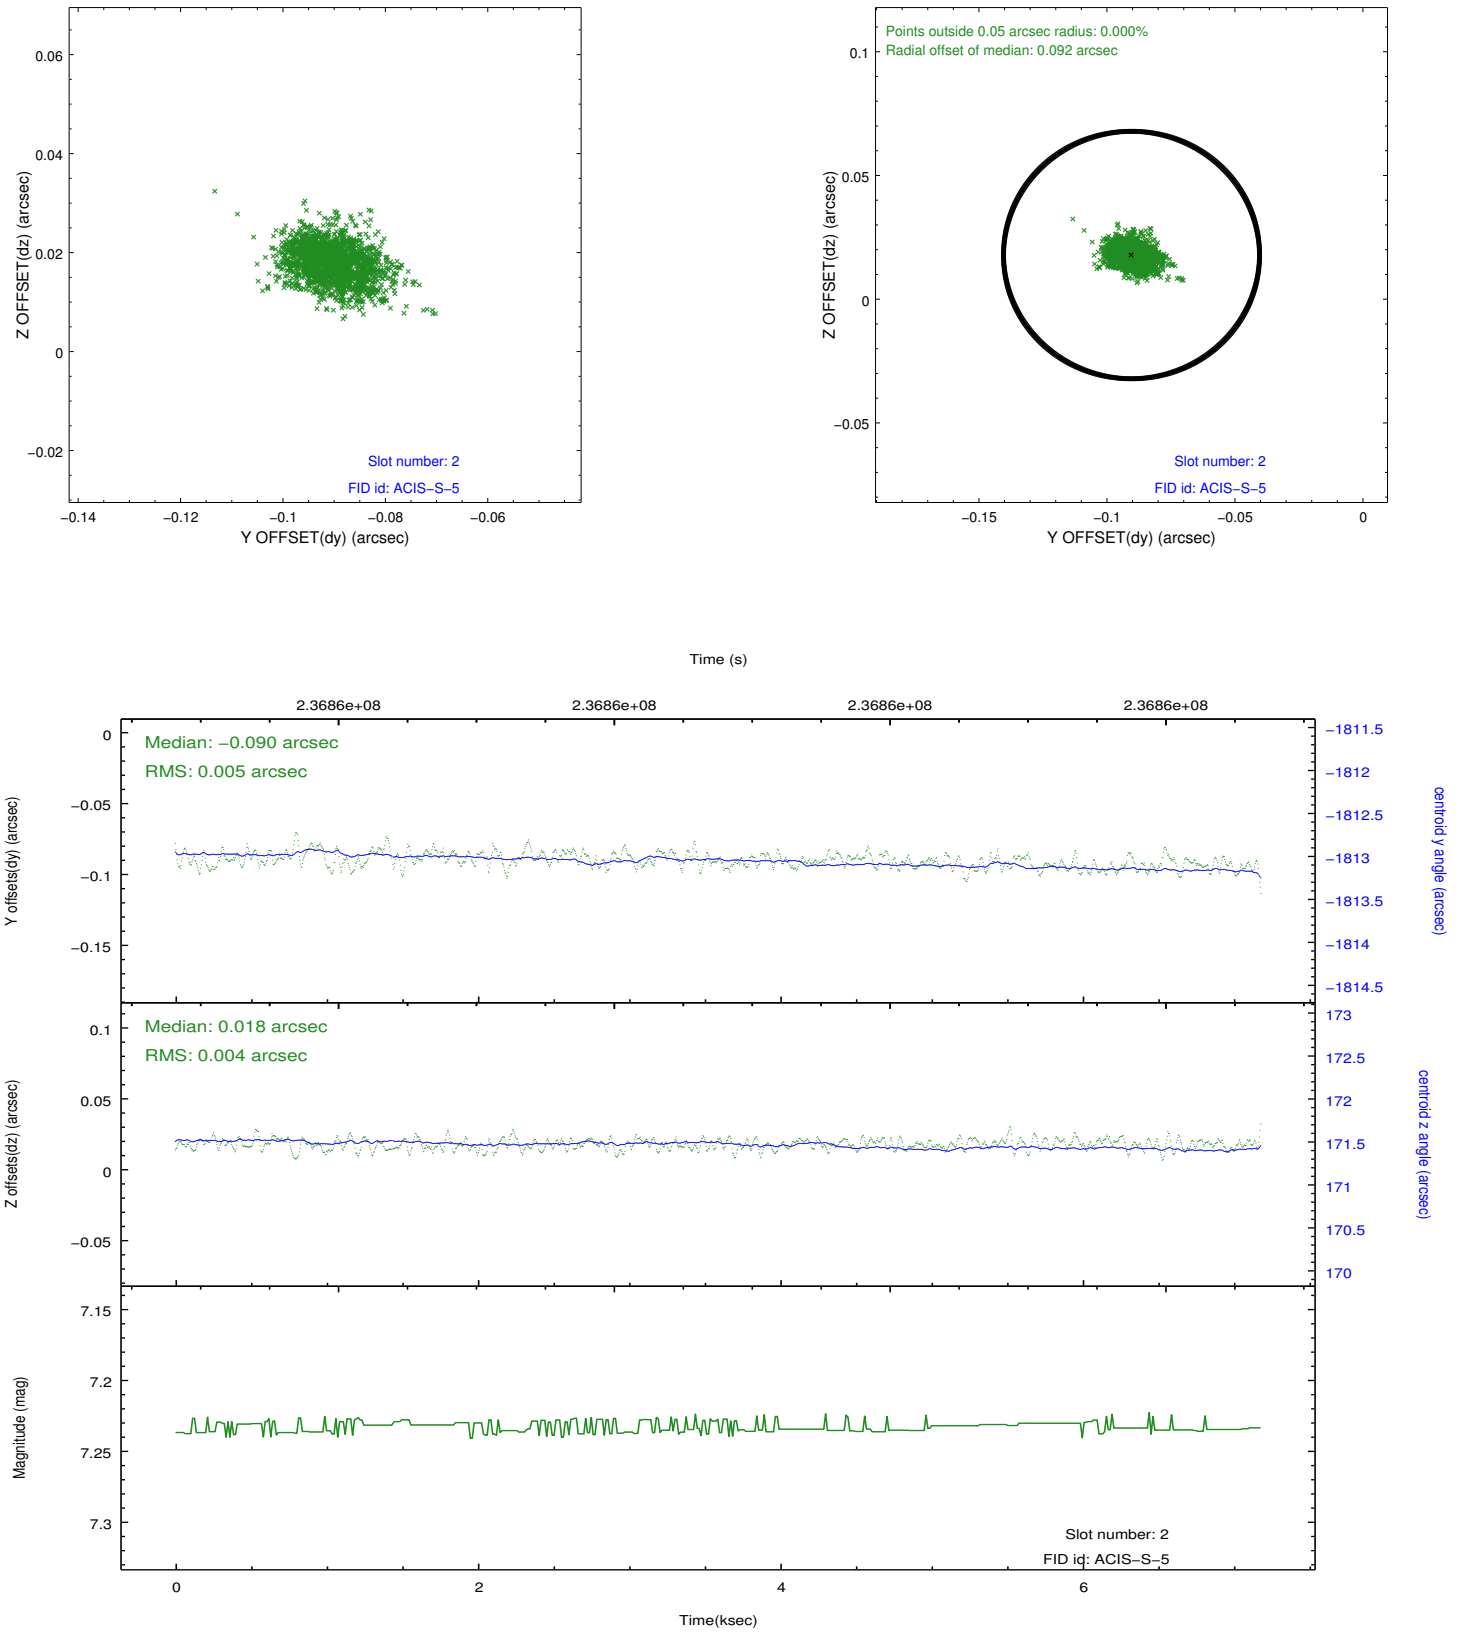 0.06
0.04
0.02
0
−0.02
Z OFFSET(dz) (arcsec)
Slot number: 2
FID id: ACIS−S−5
−0.14 −0.12 −0.1 −0.08 −0.06
Y OFFSET(dy) (arcsec)
Points outside 0.05 arcsec radius: 0.000%
Radial offset of median: 0.092 arcsec
0.1
0.05
0
−0.05
Z OFFSET(dz) (arcsec)
Slot number: 2
FID id: ACIS−S−5
−0.15 −0.1 −0.05 0
Y OFFSET(dy) (arcsec)
Time (s)
2.3686e+08 2.3686e+08 2.3686e+08 2.3686e+08
Median: −0.090 arcsec
RMS: 0.005 arcsec
0
−0.05
−0.1
−0.15
Y offsets(dy) (arcsec)
−1811.5
−1812
−1812.5
−1813
−1813.5
−1814
−1814.5
centroid y angle (arcsec)
Median: 0.018 arcsec
RMS: 0.004 arcsec
0.1
0.05
0
−0.05
Z offsets(dz) (arcsec)
173
172.5
172
171.5
171
170.5
170
centroid z angle (arcsec)
7.15
7.2
7.25
7.3
Magnitude (mag)
Slot number: 2
FID id: ACIS−S−5
0 2 4 6
Time(ksec)